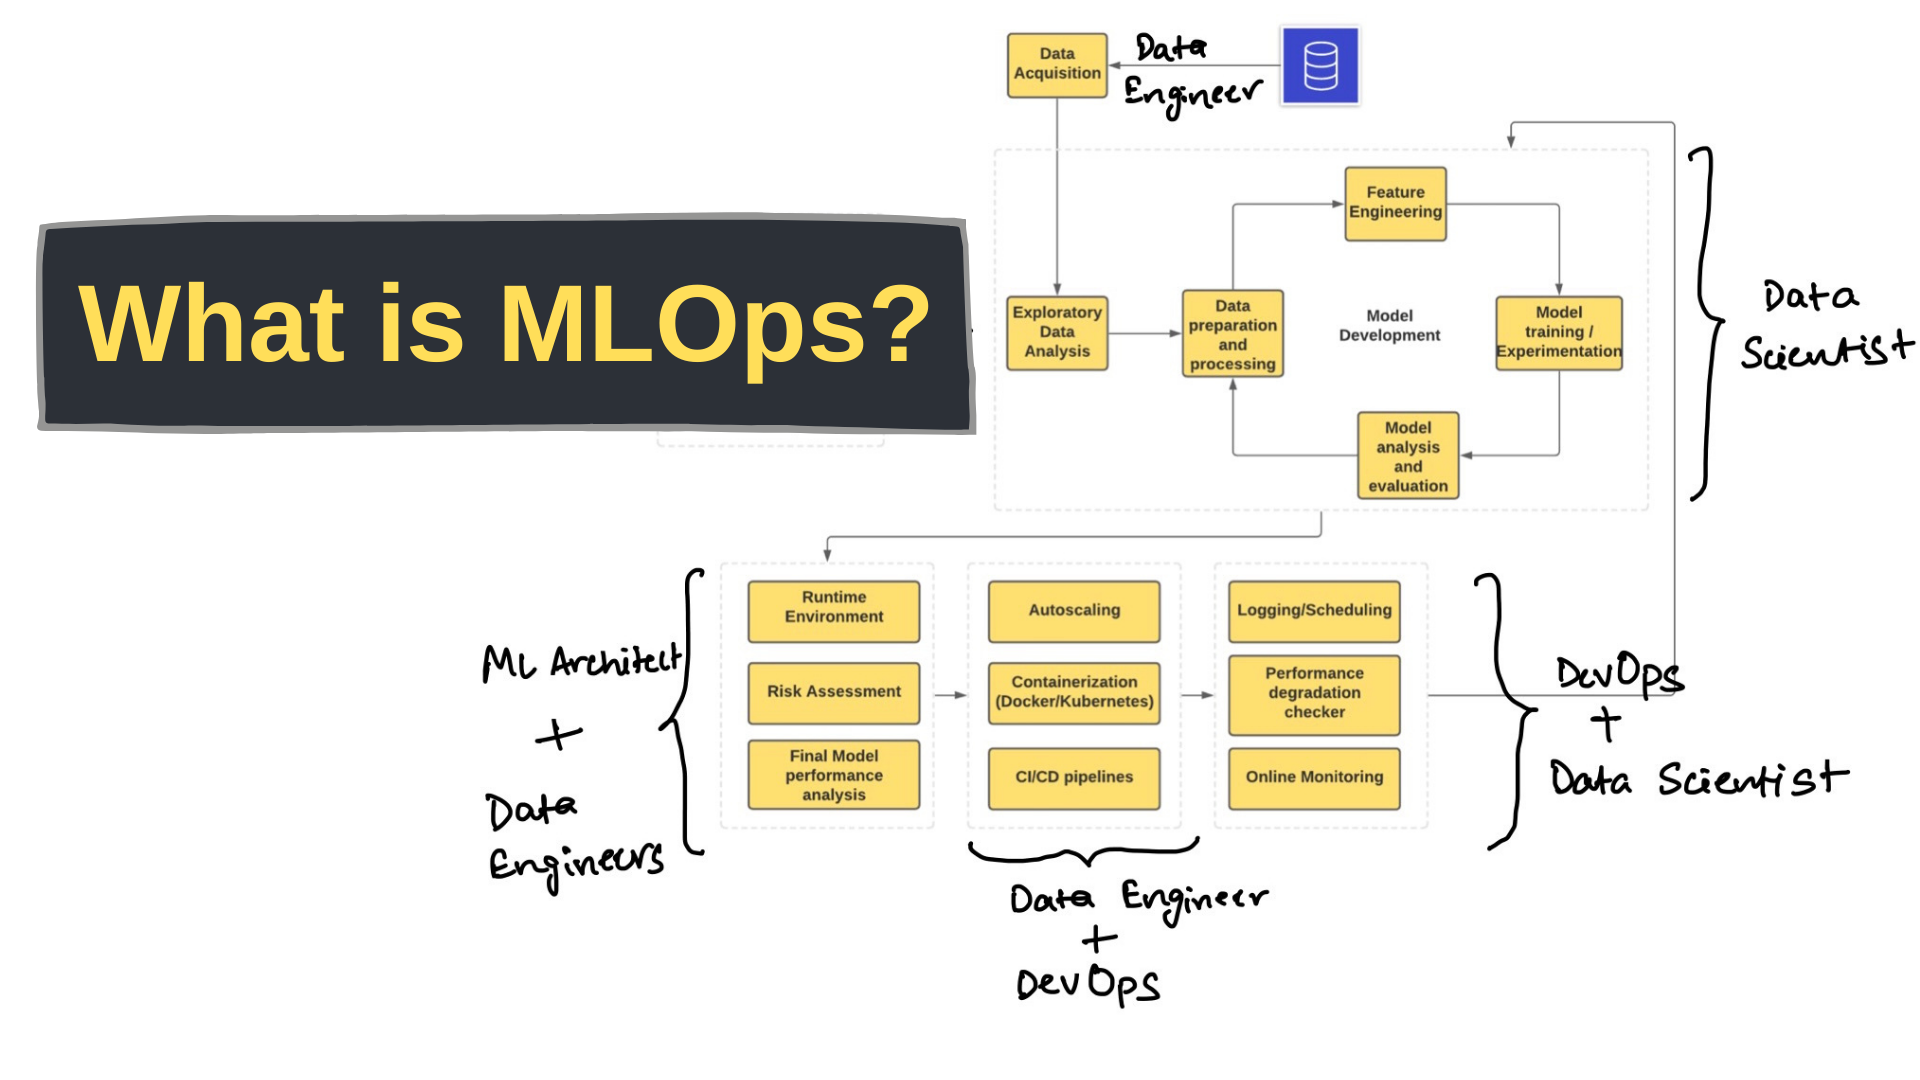 What is MLOps?
Data
Acquisition
Data
Engineer
Feature
Engineering
Exploratory
Data
Analysis
Data
preparation
and
processing
Model
Development
Model
training /
Experimentation
Model
analysis
and
evaluation
Data
Scientist
Runtime
Environment
Risk Assessment
Final Model
performance
analysis
Autoscaling
Containerization
(Docker/Kubernetes)
CI/CD pipelines
Logging/Scheduling
Performance
degradation
checker
Online Monitoring
ML Architect
+
Data
Engineers
Data Engineer
+
DevOps
DevOps
+
Data Scientist